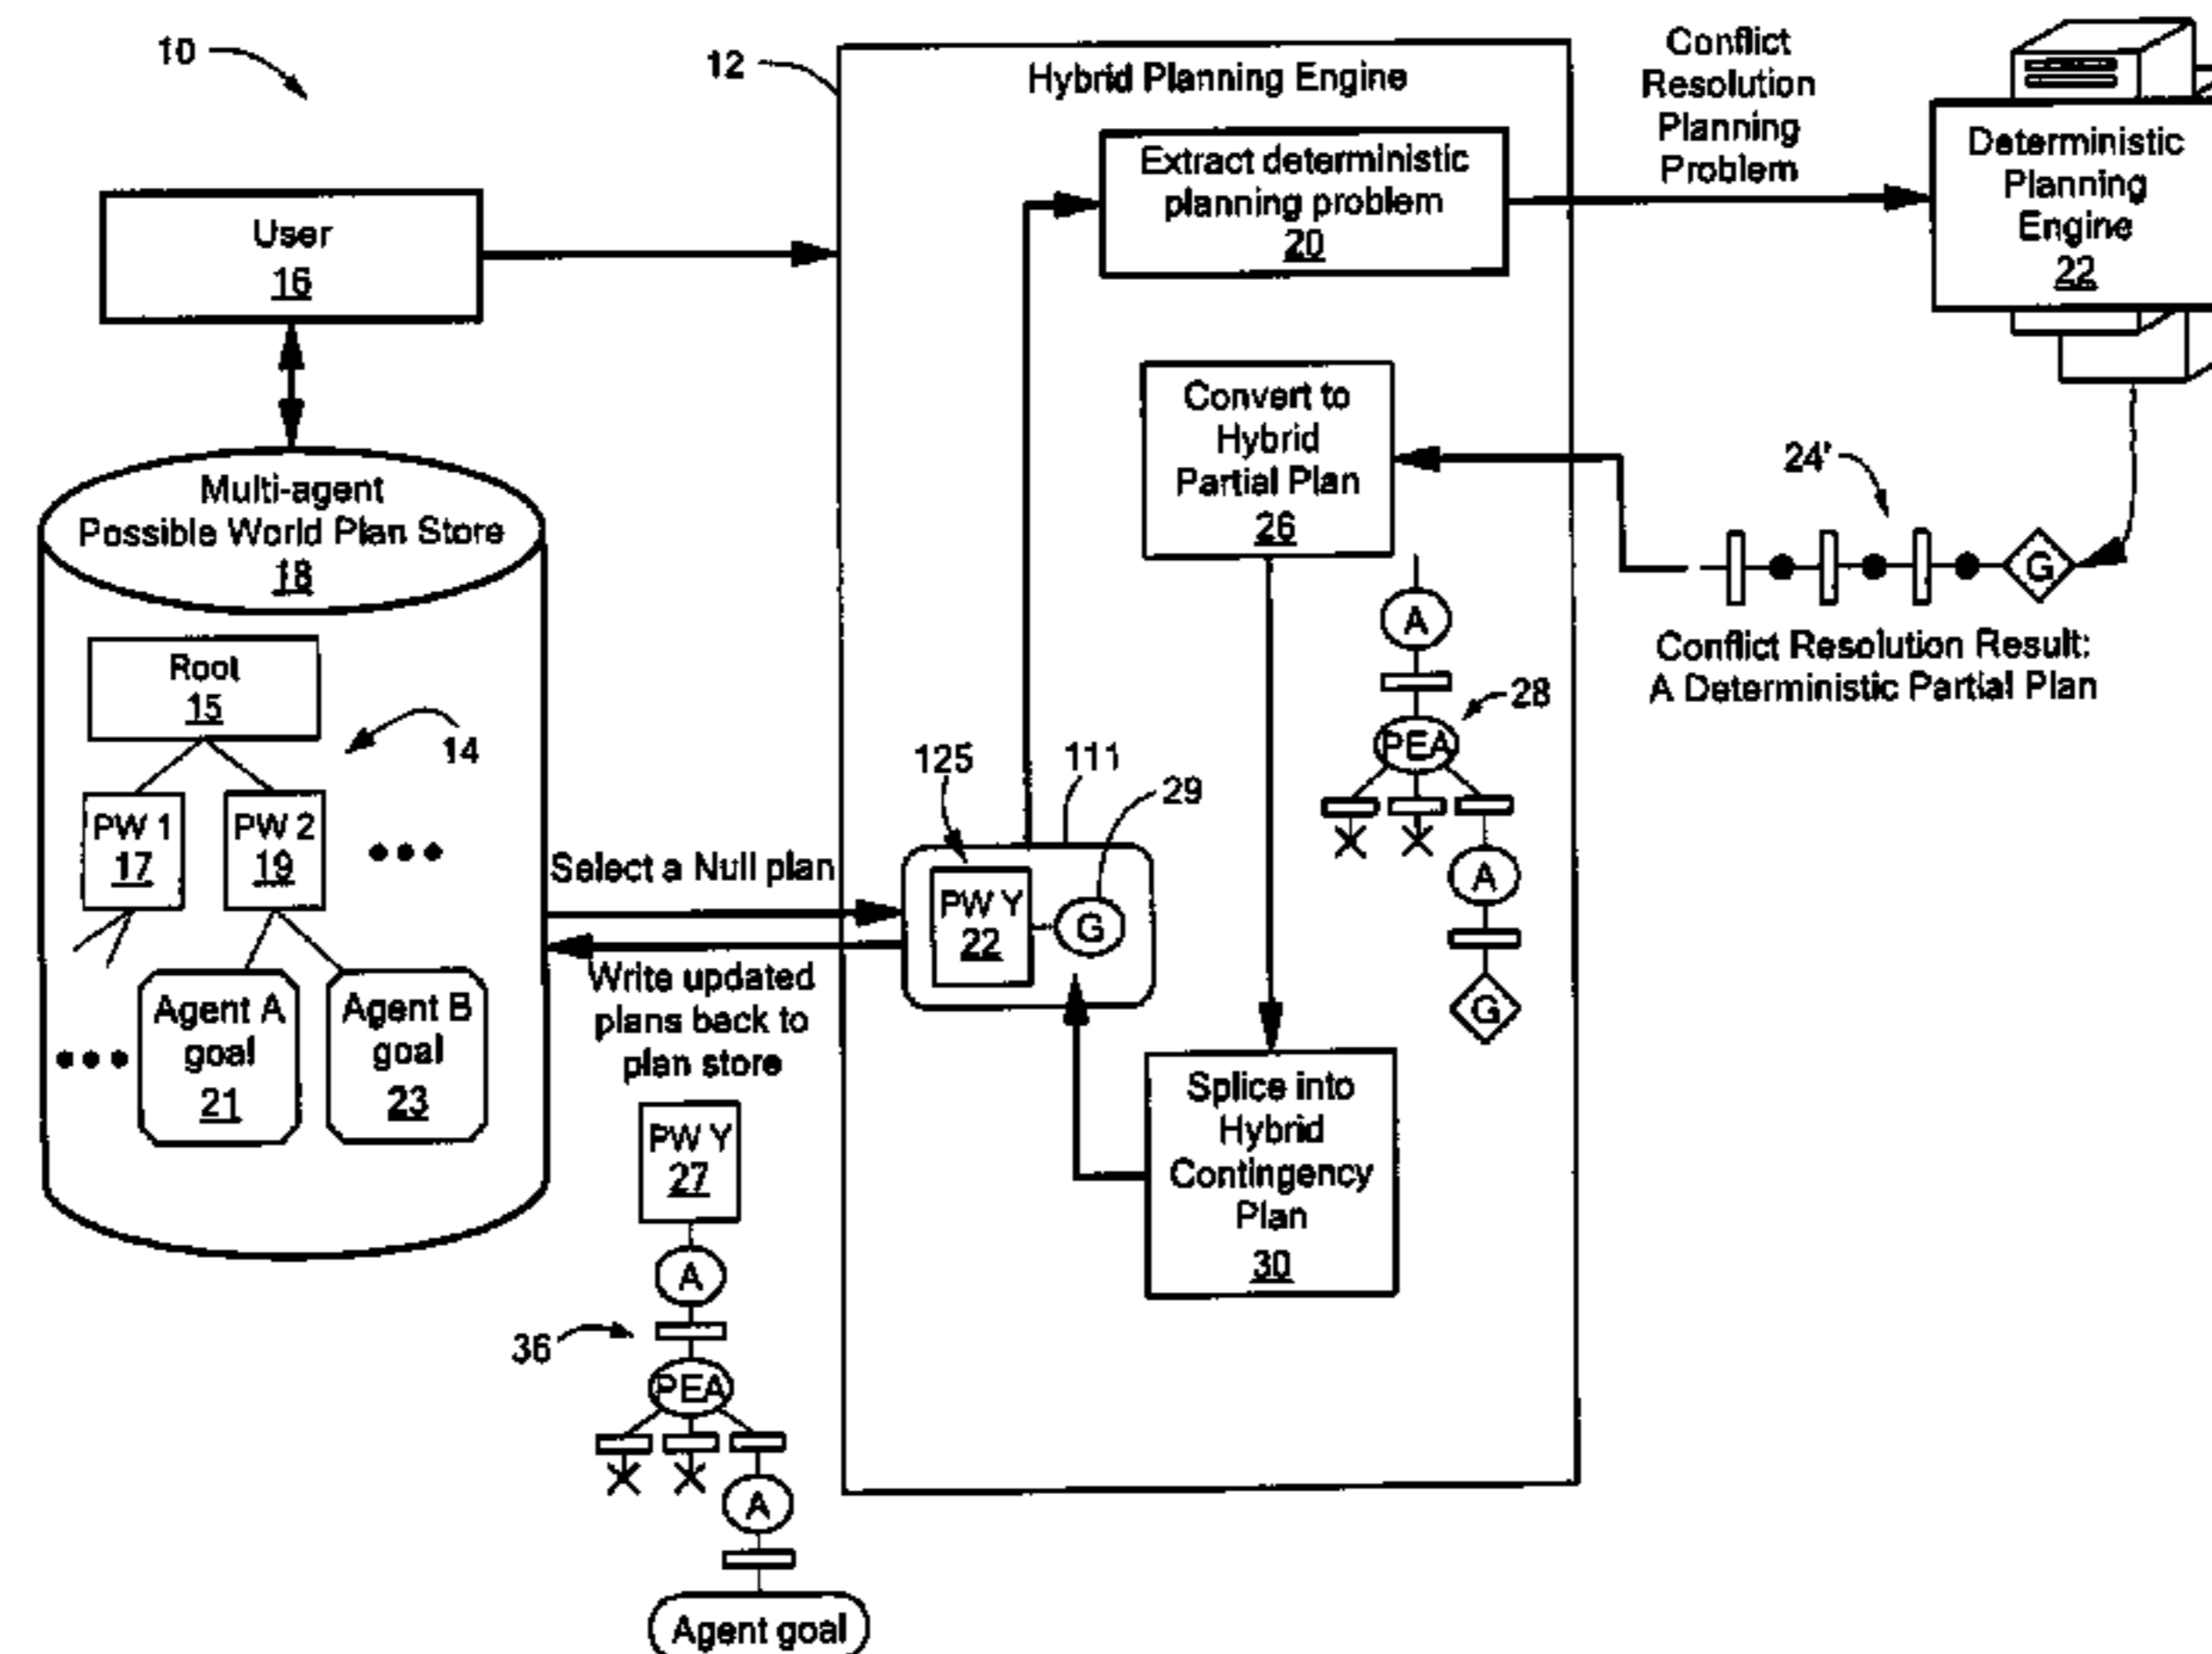 10
12
Hybrid Planning Engine
Conflict
Resolution
Planning
Problem
Deterministic
Planning
Engine
22
Extract deterministic
planning problem
20
User
16
Convert to
Hybrid
Partial Plan
26
24'
G
Conflict Resolution Result:
A Deterministic Partial Plan
Multi-agent
Possible World Plan Store
18
Root
15
14
PW 1
17
PW 2
19
Agent A
goal
21
Agent B
goal
23
Select a Null plan
Write updated
plans back to
plan store
125
111
29
PW Y
22
G
A
PEA
28
A
G
Splice into
Hybrid
Contingency
Plan
30
PW Y
27
A
36
PEA
A
Agent goal